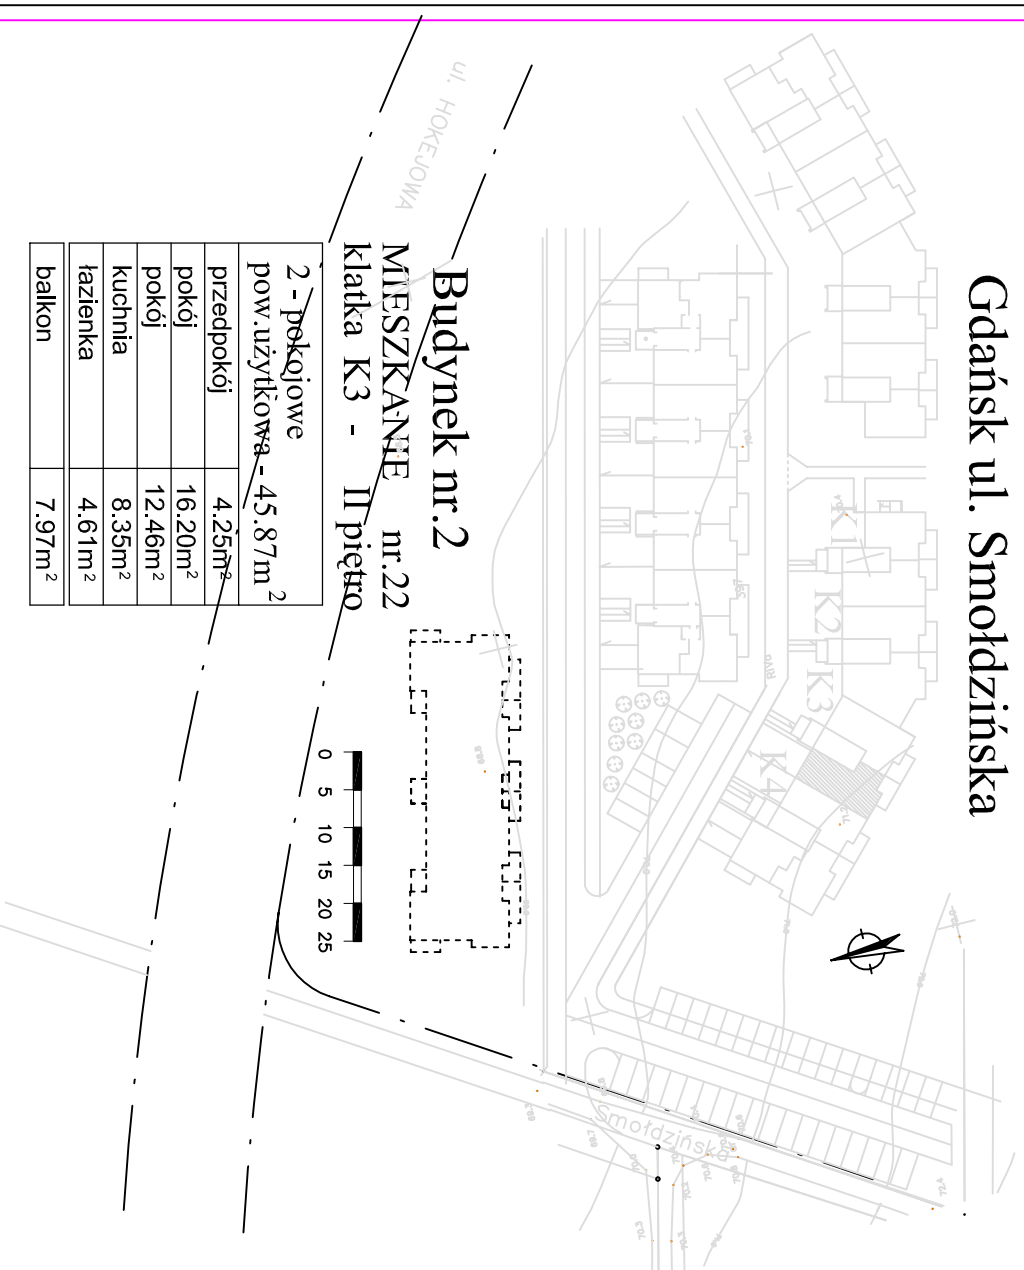 Gdańsk ul. Smołdzińska
ul. HOKEJOWA
K1
K2
K3
K4
Budynek nr.2
MIESZKANIE nr.22
klatka K3 - II piętro
2 - pokojowe
pow.użytkowa - 45.87m²
przedpokój 4.25m²
pokój 16.20m²
pokój 12.46m²
kuchnia 8.35m²
łazienka 4.61m²
balkon 7.97m²
0 5 10 15 20 25
Smołdzińska